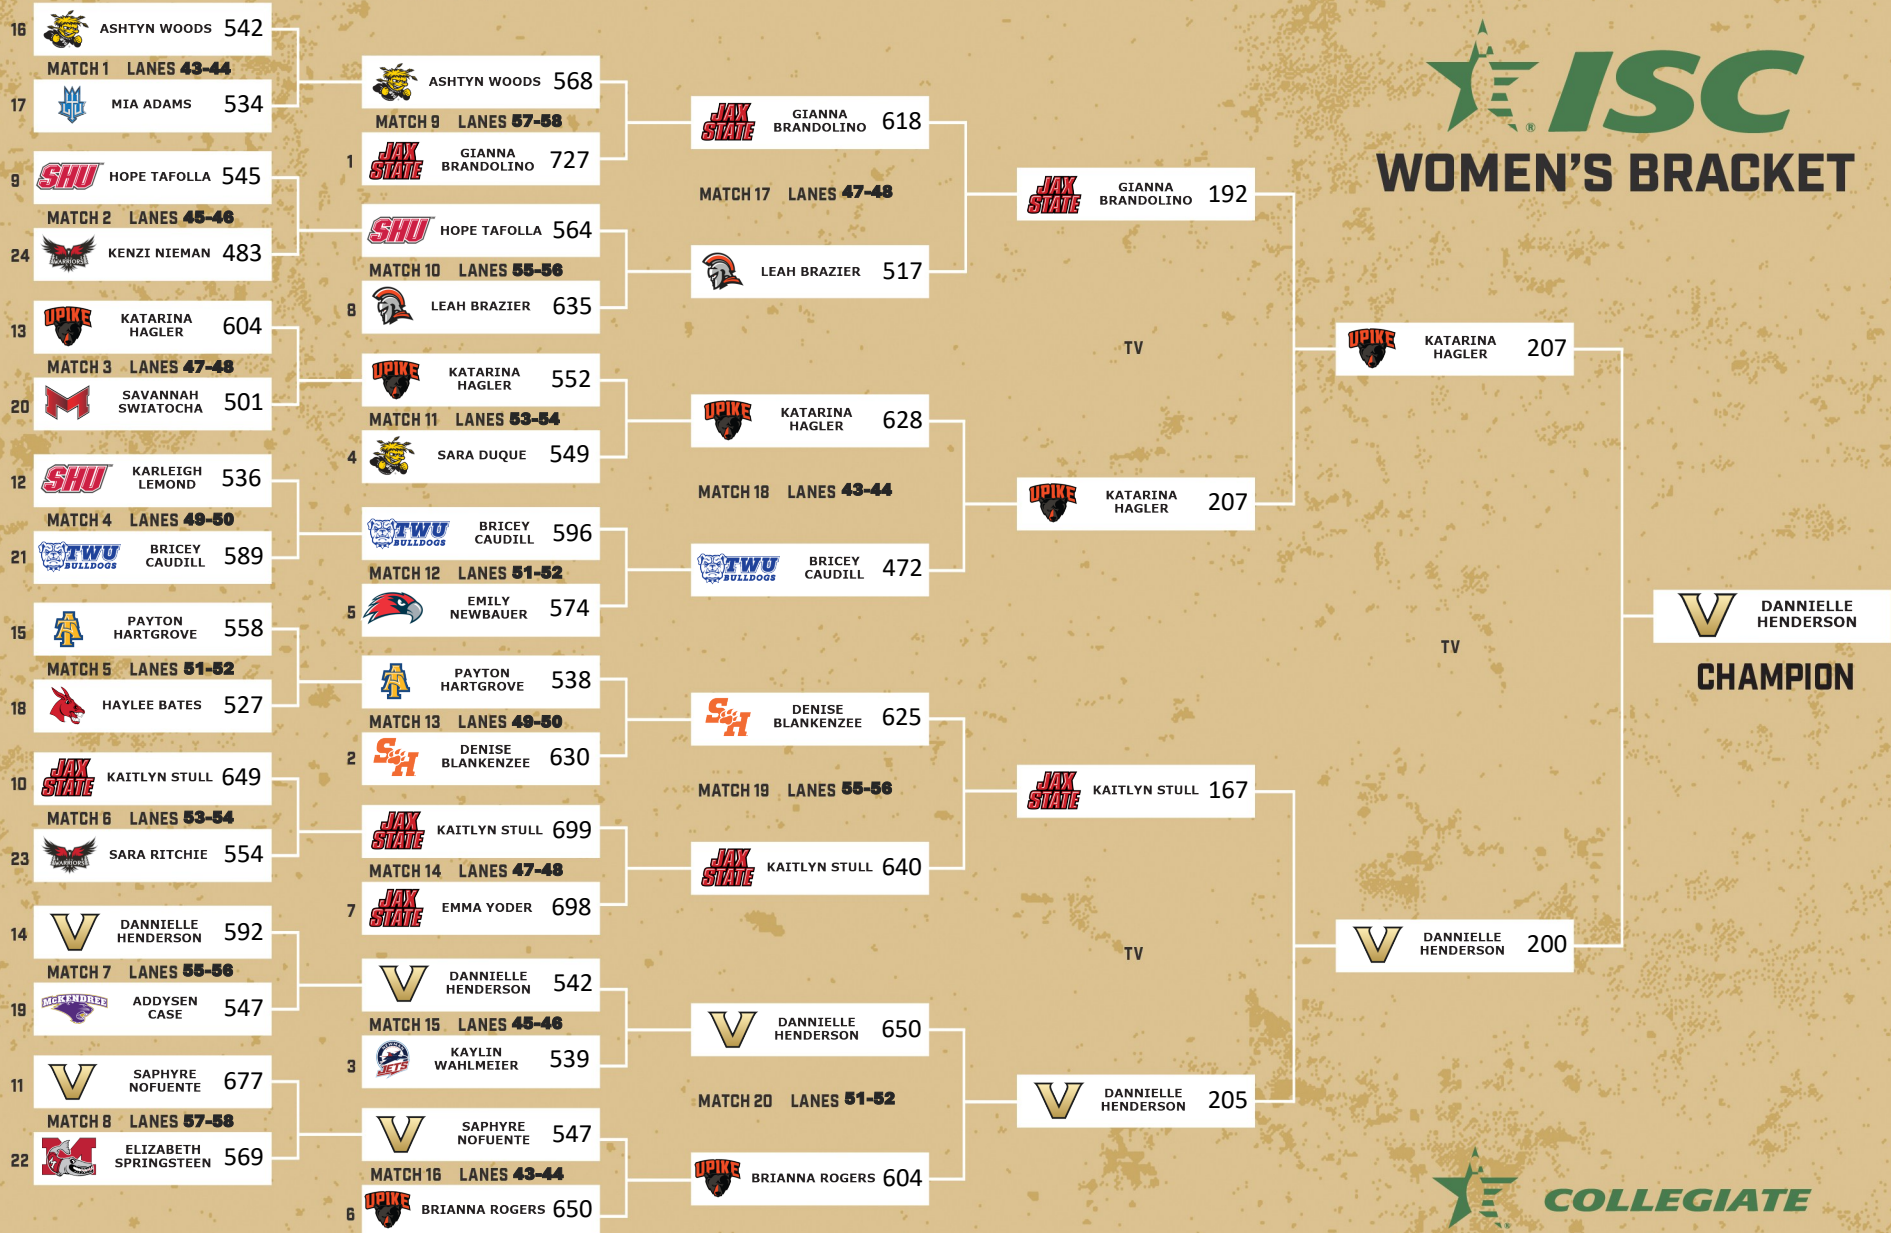 ISC
WOMEN'S BRACKET
16 ASHTYN WOODS 542
MATCH 1 LANES 43-44
17 MIA ADAMS 534
9 SHU HOPE TAFOLLA 545
MATCH 2 LANES 45-46
24 WARRIORS KENZI NIEMAN 483
13 UPIKE KATARINA HAGLER 604
MATCH 3 LANES 47-48
20 M SAVANNAH SWIATOCHA 501
12 SHU KARLEIGH LEMOND 536
MATCH 4 LANES 49-50
21 TWU BULLDOGS BRICEY CAUDILL 589
15 AT PAYTON HARTGROVE 558
MATCH 5 LANES 51-52
18 HAYLEE BATES 527
10 JAX STATE KAITLYN STULL 649
MATCH 6 LANES 53-54
23 WARRIORS SARA RITCHIE 554
14 V DANNIELLE HENDERSON 592
MATCH 7 LANES 55-56
19 MCKENDREE ADDYSEN CASE 547
11 V SAPHYRE NOFUENTE 677
MATCH 8 LANES 57-58
22 M ELIZABETH SPRINGSTEEN 569
ASHTYN WOODS 568
MATCH 9 LANES 57-58
1 JAX STATE GIANNA BRANDOLINO 727
SHU HOPE TAFOLLA 564
MATCH 10 LANES 55-56
8 LEAH BRAZIER 635
UPIKE KATARINA HAGLER 552
MATCH 11 LANES 53-54
4 SARA DUQUE 549
TWU BULLDOGS BRICEY CAUDILL 596
MATCH 12 LANES 51-52
5 EMILY NEWBAUER 574
AT PAYTON HARTGROVE 538
MATCH 13 LANES 49-50
2 SH DENISE BLANKENZEE 630
JAX STATE KAITLYN STULL 699
MATCH 14 LANES 47-48
7 JAX STATE EMMA YODER 698
V DANNIELLE HENDERSON 542
MATCH 15 LANES 45-46
3 JETS KAYLIN WAHLMEIER 539
V SAPHYRE NOFUENTE 547
MATCH 16 LANES 43-44
6 UPIKE BRIANNA ROGERS 650
JAX STATE GIANNA BRANDOLINO 618
MATCH 17 LANES 47-48
LEAH BRAZIER 517
UPIKE KATARINA HAGLER 628
MATCH 18 LANES 43-44
TWU BULLDOGS BRICEY CAUDILL 472
SH DENISE BLANKENZEE 625
MATCH 19 LANES 55-56
JAX STATE KAITLYN STULL 640
V DANNIELLE HENDERSON 650
MATCH 20 LANES 51-52
UPIKE BRIANNA ROGERS 604
JAX STATE GIANNA BRANDOLINO 192
TV
UPIKE KATARINA HAGLER 207
JAX STATE KAITLYN STULL 167
TV
V DANNIELLE HENDERSON 205
UPIKE KATARINA HAGLER 207
TV
V DANNIELLE HENDERSON 200
V DANNIELLE HENDERSON
CHAMPION
COLLEGIATE